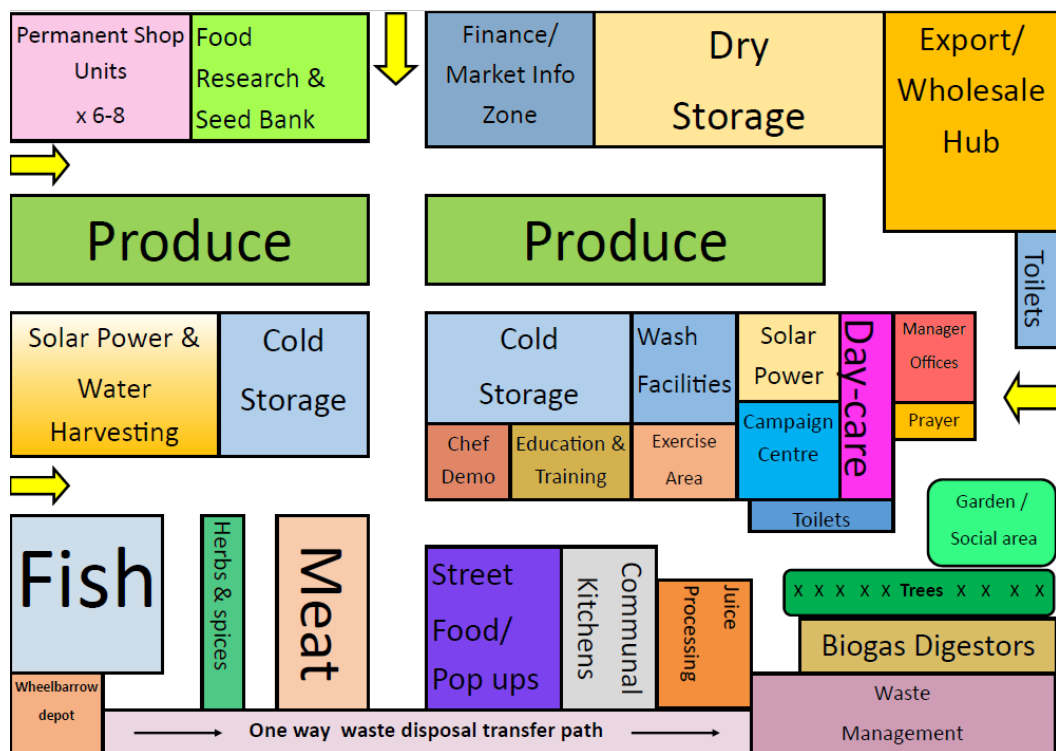 Permanent Shop
Units
x 6-8
Food
Research &
Seed Bank
Finance/
Market Info
Zone
Dry
Storage
Export/
Wholesale
Hub
Produce
Produce
Toilets
Solar Power &
Water
Harvesting
Cold
Storage
Cold
Storage
Wash
Facilities
Solar
Power
Day-care
Manager
Offices
Prayer
Chef
Demo
Education &
Training
Exercise
Area
Campaign
Centre
Toilets
Garden /
Social area
Fish
Herbs & spices
Meat
Street
Food/
Pop ups
Communal
Kitchens
Juice
Processing
X X X X X Trees X X X X
Biogas Digestors
Wheelbarrow
depot
One way waste disposal transfer path
Waste
Management